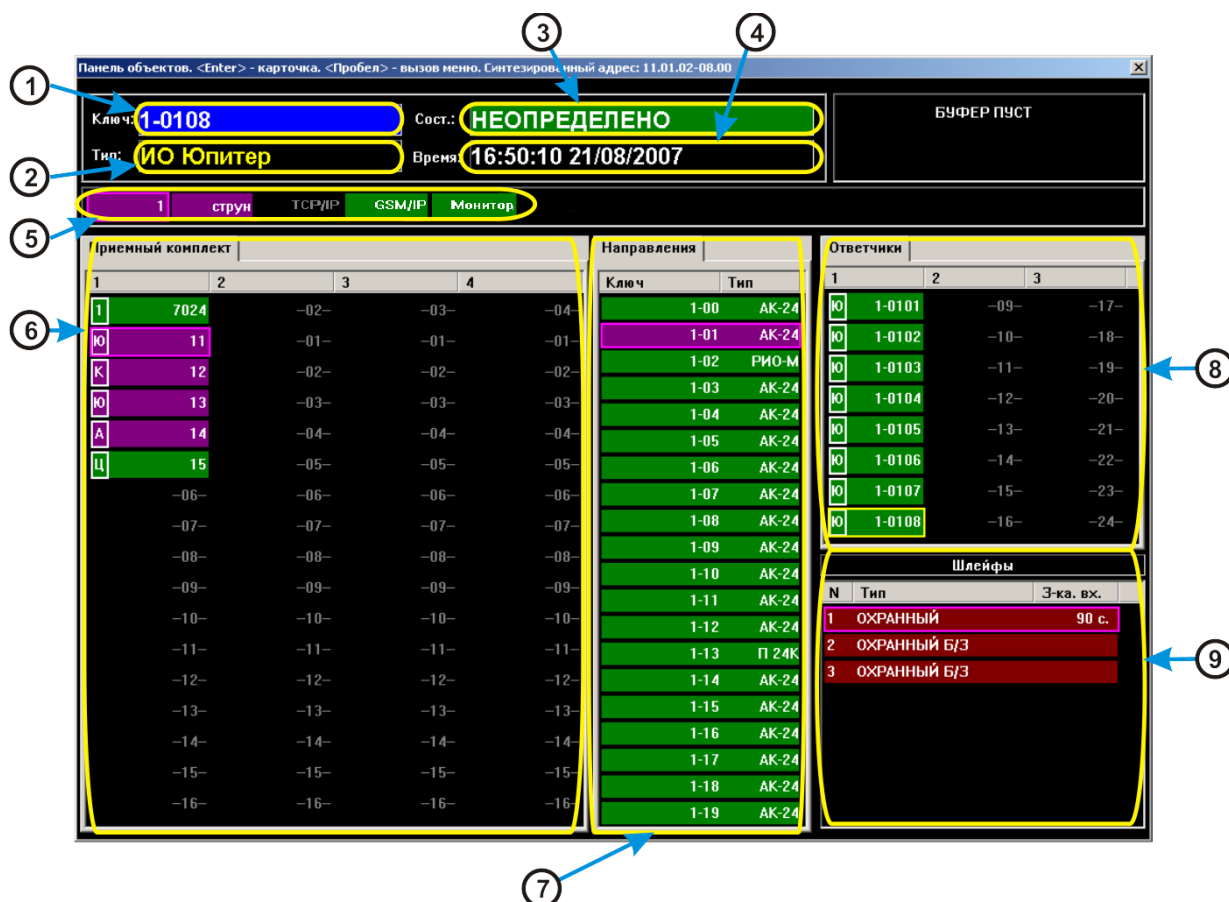 3 4
1
2
5
6
7
8
9
Панель объектов. <Enter> - карточка. <Пробел> - вызов меню. Синтезированный адрес: 11.01.02-08.00
Ключ: 1-0108 Сост.: НЕОПРЕДЕЛЕНО
Тип: ИО Юпитер Время: 16:50:10 21/08/2007
БУФЕР ПУСТ
1 струн TCP/IP GSM/IP Монитор
Приемный комплект
1 2 3 4
1 7024 –02– –03– –04–
Ю 11 –01– –01– –01–
К 12 –02– –02– –02–
Ю 13 –03– –03– –03–
А 14 –04– –04– –04–
Ц 15 –05– –05– –05–
–06– –06– –06– –06–
–07– –07– –07– –07–
–08– –08– –08– –08–
–09– –09– –09– –09–
–10– –10– –10– –10–
–11– –11– –11– –11–
–12– –12– –12– –12–
–13– –13– –13– –13–
–14– –14– –14– –14–
–15– –15– –15– –15–
–16– –16– –16– –16–
Направления
Ключ Тип
1-00 АК-24
1-01 АК-24
1-02 РИО-М
1-03 АК-24
1-04 АК-24
1-05 АК-24
1-06 АК-24
1-07 АК-24
1-08 АК-24
1-09 АК-24
1-10 АК-24
1-11 АК-24
1-12 АК-24
1-13 П 24К
1-14 АК-24
1-15 АК-24
1-16 АК-24
1-17 АК-24
1-18 АК-24
1-19 АК-24
Ответчики
1 2 3
Ю 1-0101 –09– –17–
Ю 1-0102 –10– –18–
Ю 1-0103 –11– –19–
Ю 1-0104 –12– –20–
Ю 1-0105 –13– –21–
Ю 1-0106 –14– –22–
Ю 1-0107 –15– –23–
Ю 1-0108 –16– –24–
Шлейфы
N Тип З-ка. вх.
1 ОХРАННЫЙ 90 с.
2 ОХРАННЫЙ Б/З
3 ОХРАННЫЙ Б/З